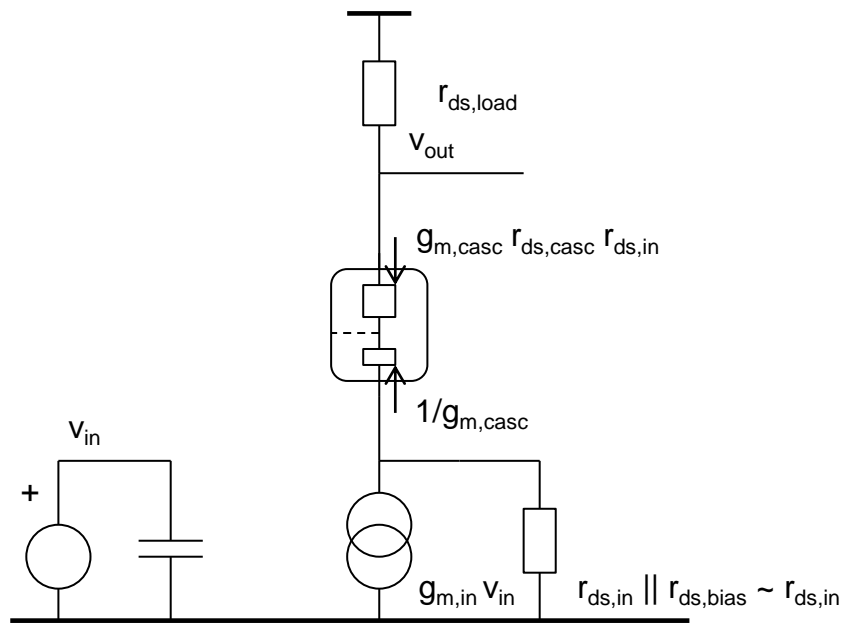 r_ds,load
v_out
g_m,casc r_ds,casc r_ds,in
1/g_m,casc
v_in
+
g_m,in v_in
r_ds,in || r_ds,bias ~ r_ds,in